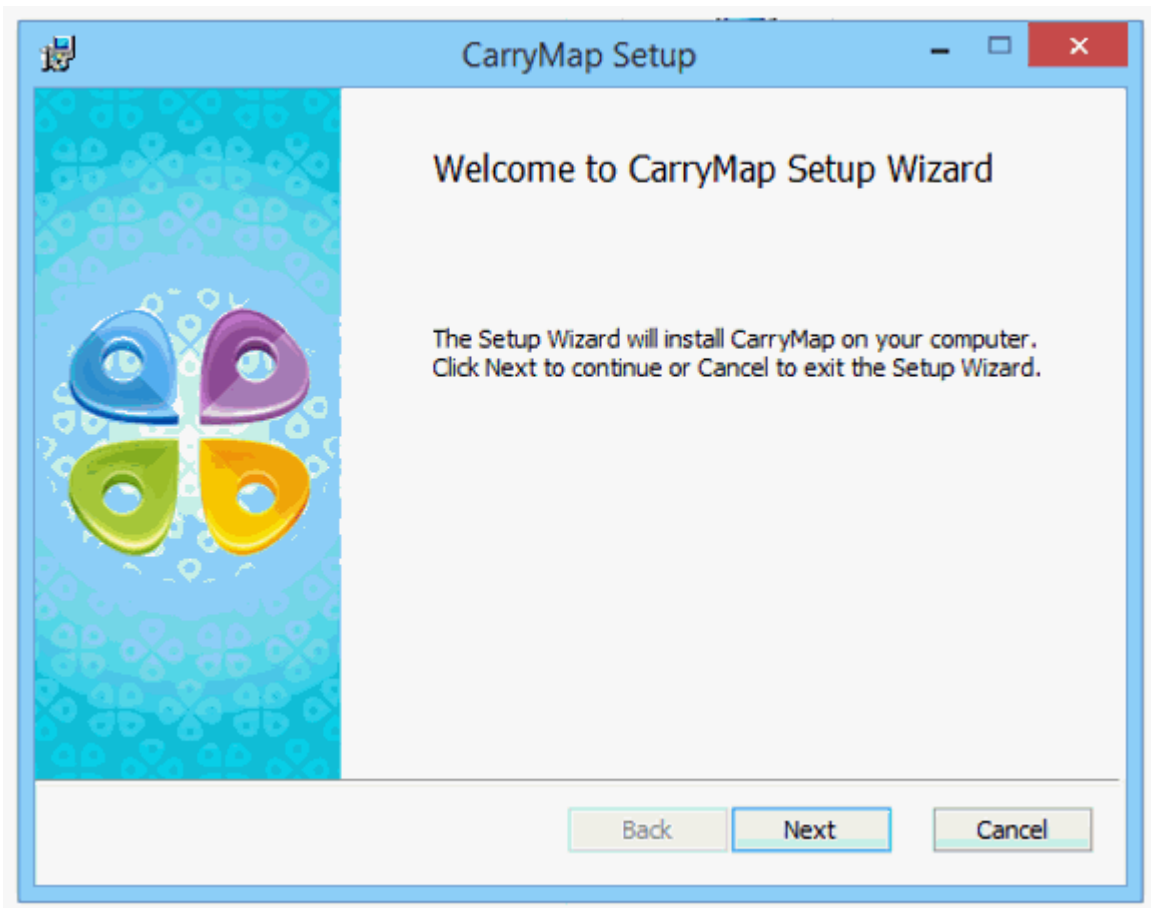 CarryMap Setup
Welcome to CarryMap Setup Wizard
The Setup Wizard will install CarryMap on your computer.
Click Next to continue or Cancel to exit the Setup Wizard.
Back Next Cancel